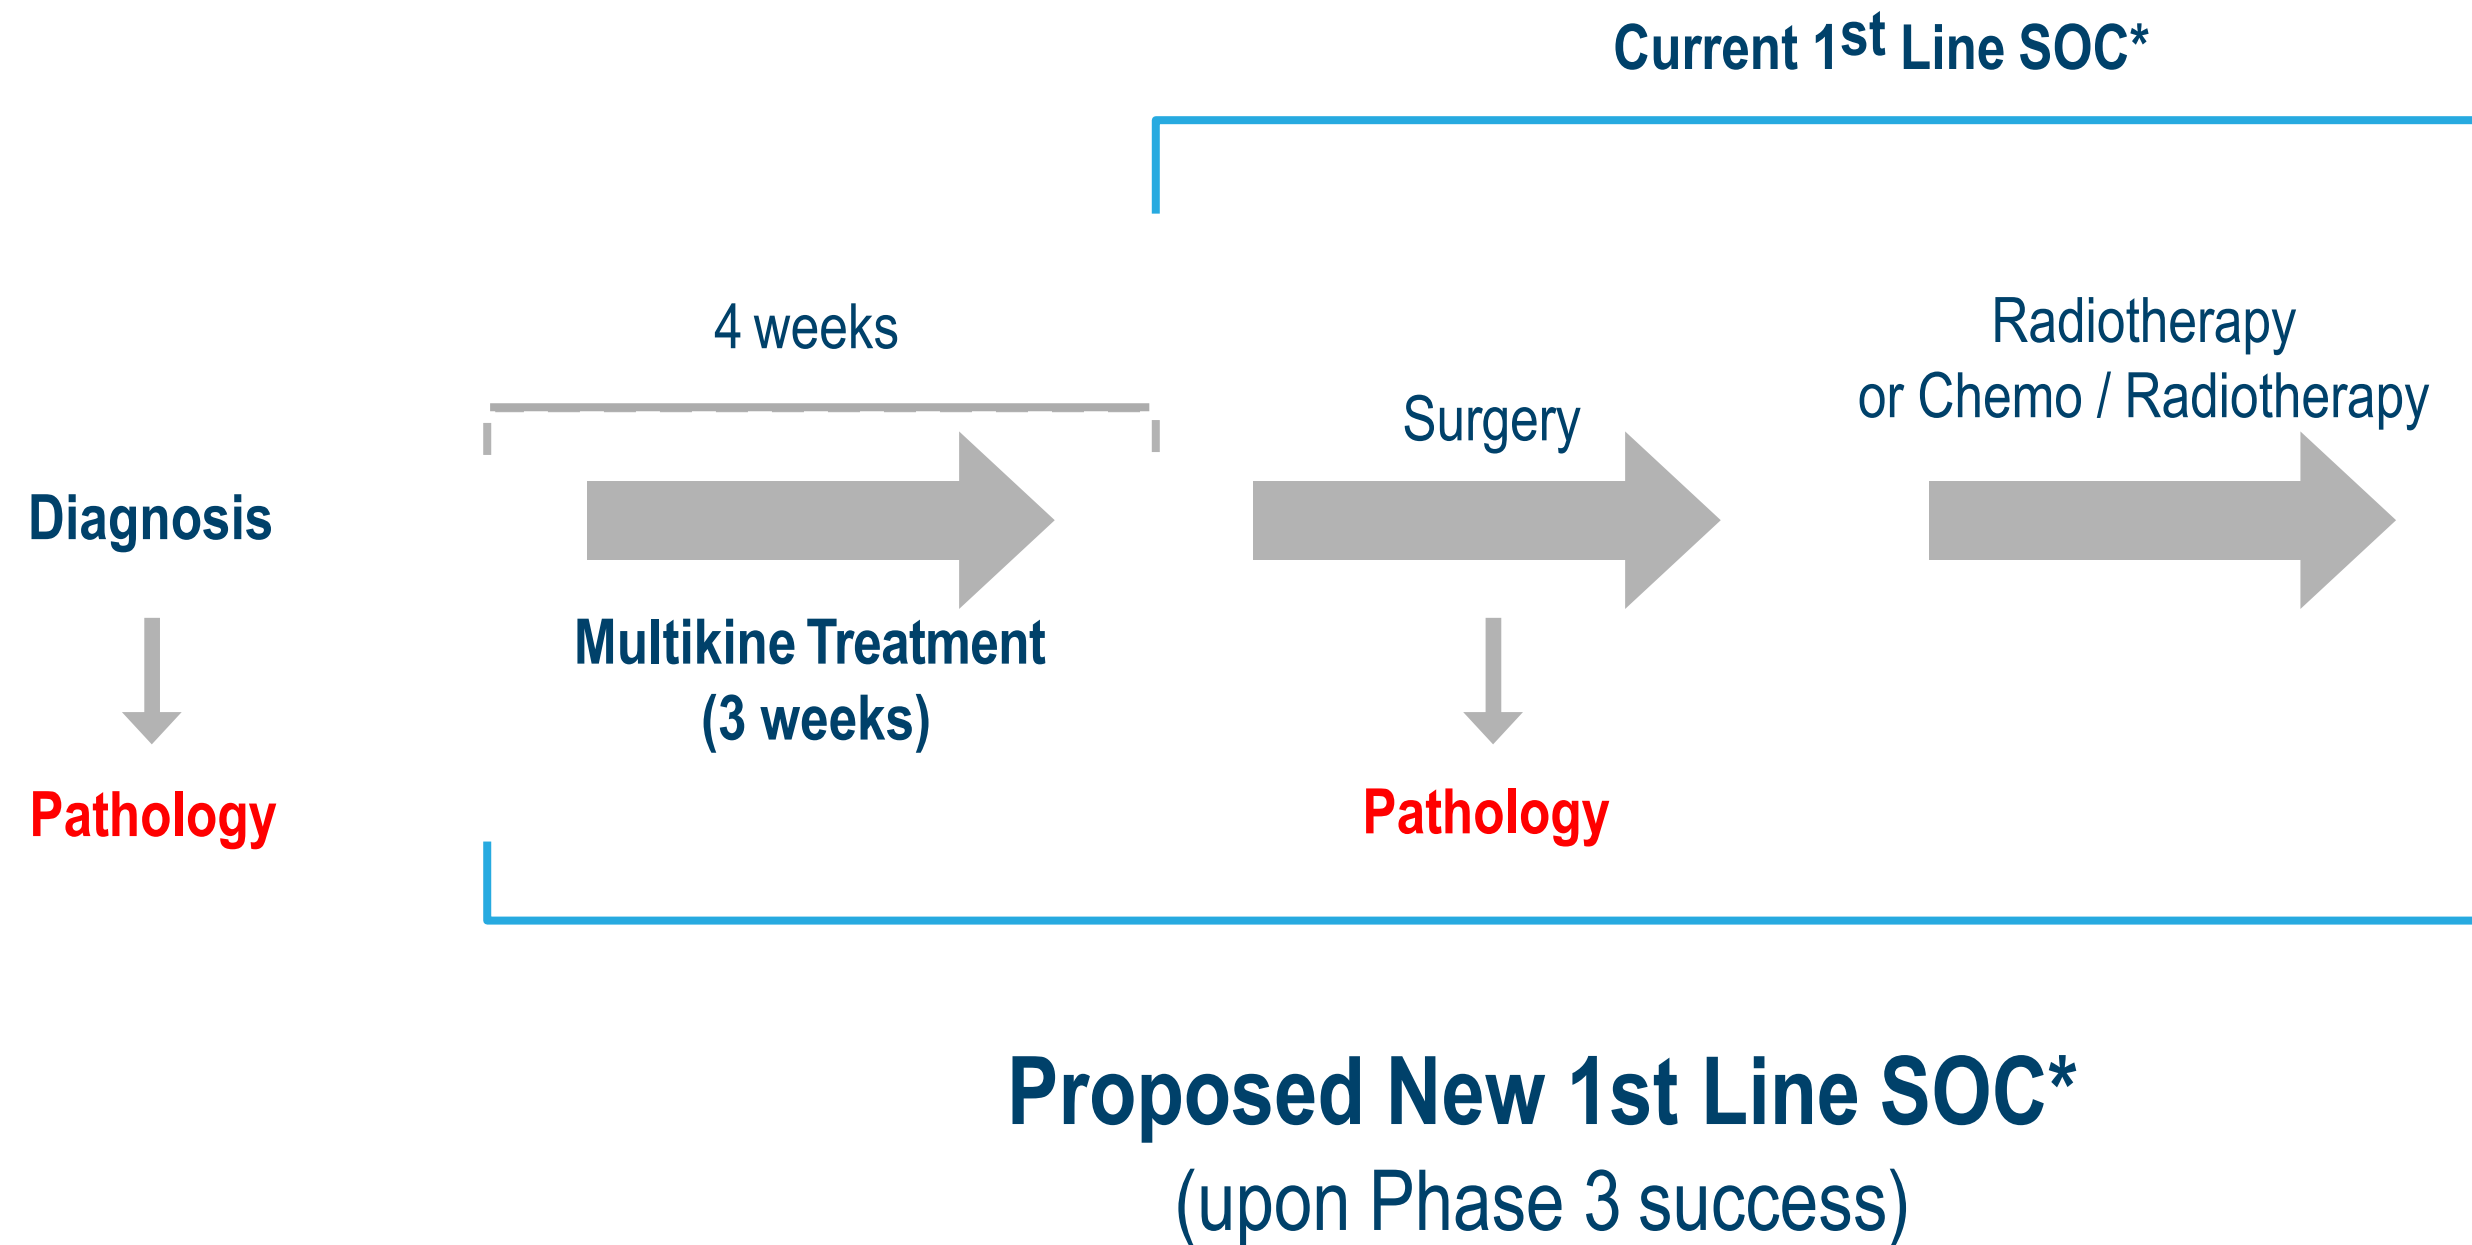 Current 1st Line SOC*
4 weeks
Radiotherapy
or Chemo / Radiotherapy
Surgery
Diagnosis
Multikine Treatment
(3 weeks)
Pathology
Pathology
Proposed New 1st Line SOC*
(upon Phase 3 success)